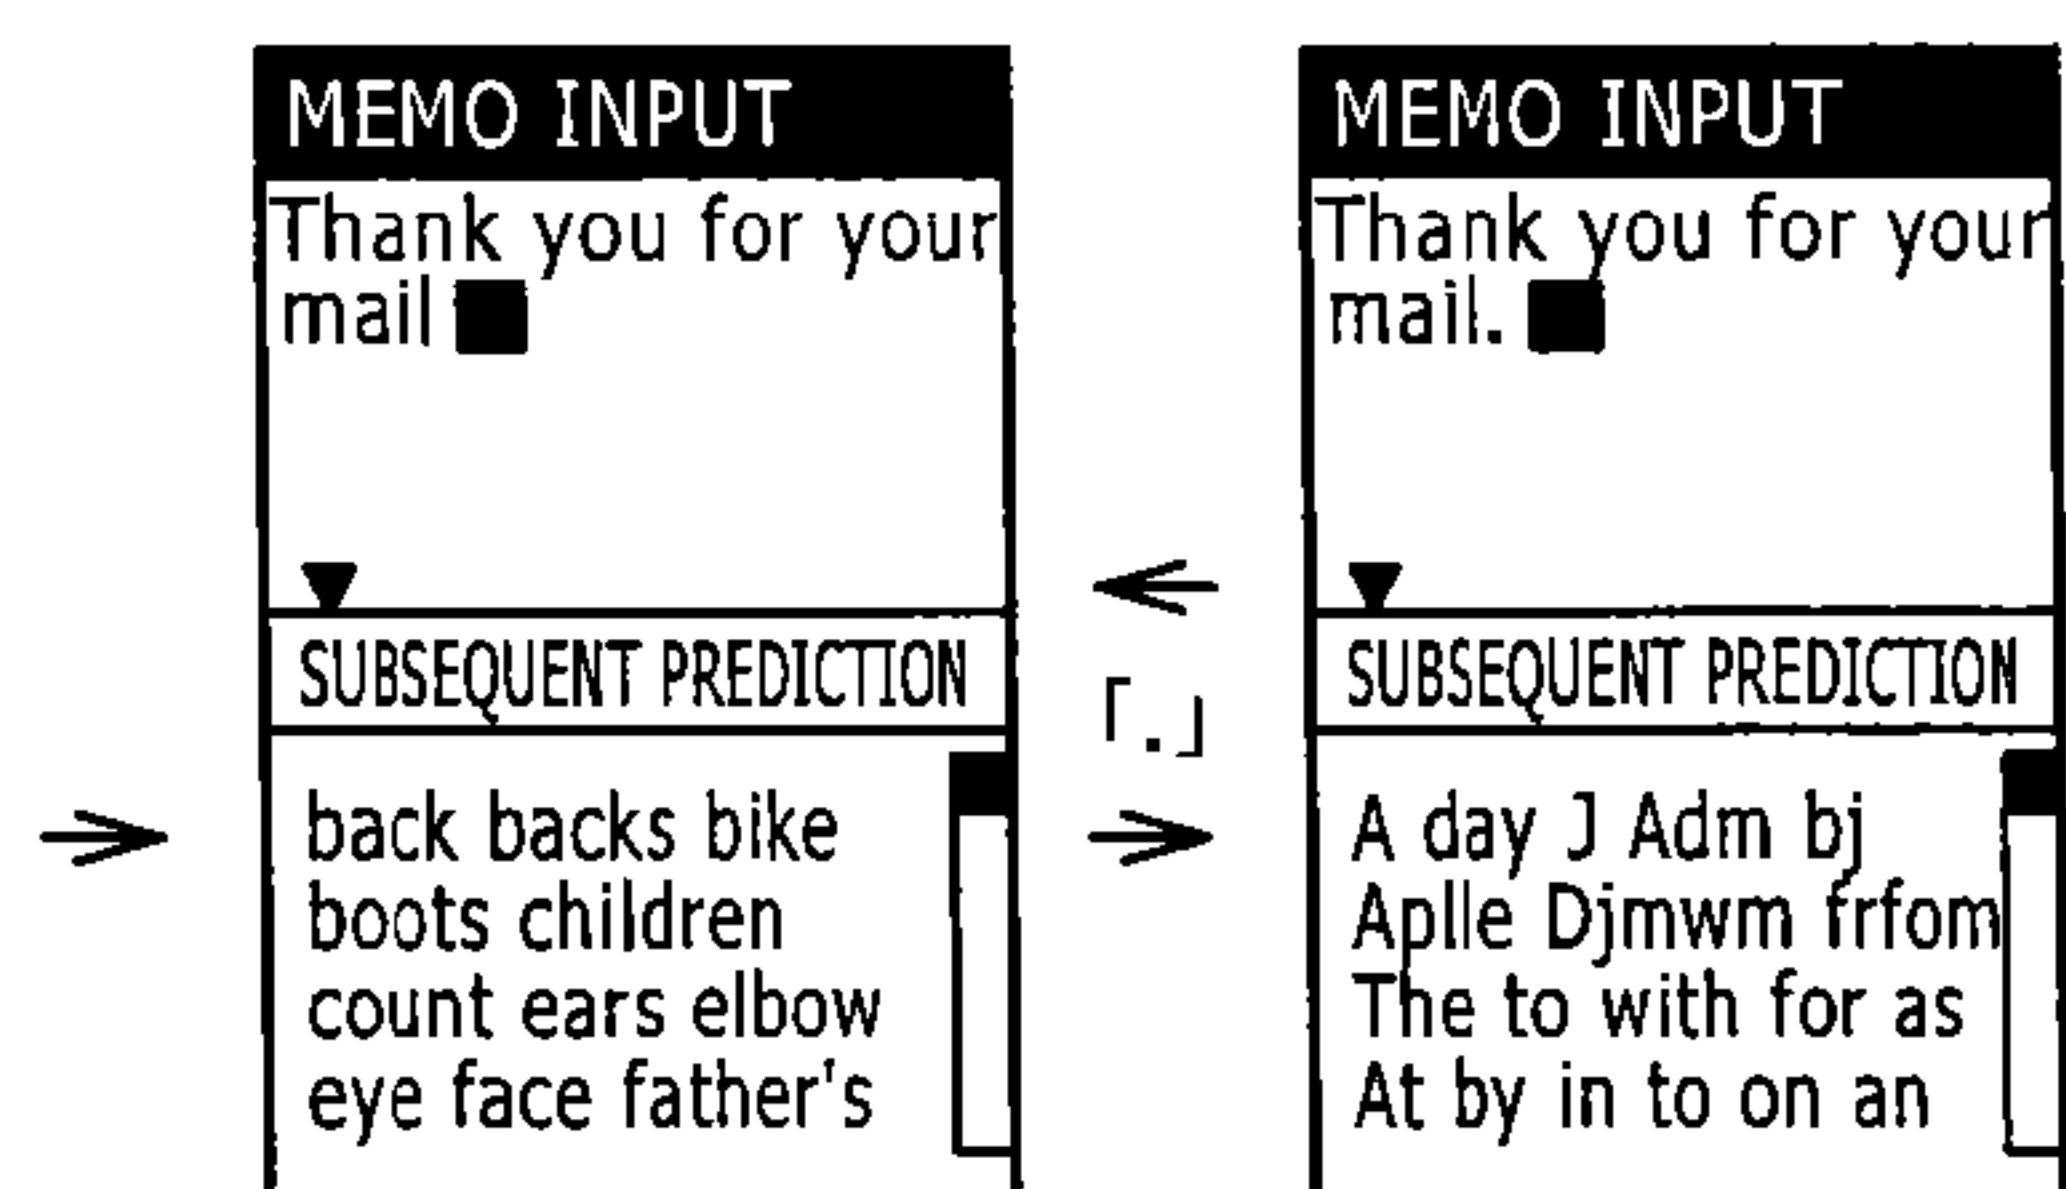 MEMO INPUT
Thank you for your
mail
SUBSEQUENT PREDICTION
back backs bike
boots children
count ears elbow
eye face father's
「.」
MEMO INPUT
Thank you for your
mail.
SUBSEQUENT PREDICTION
A day J Adm bj
Aplle Djmwm frfom
The to with for as
At by in to on an